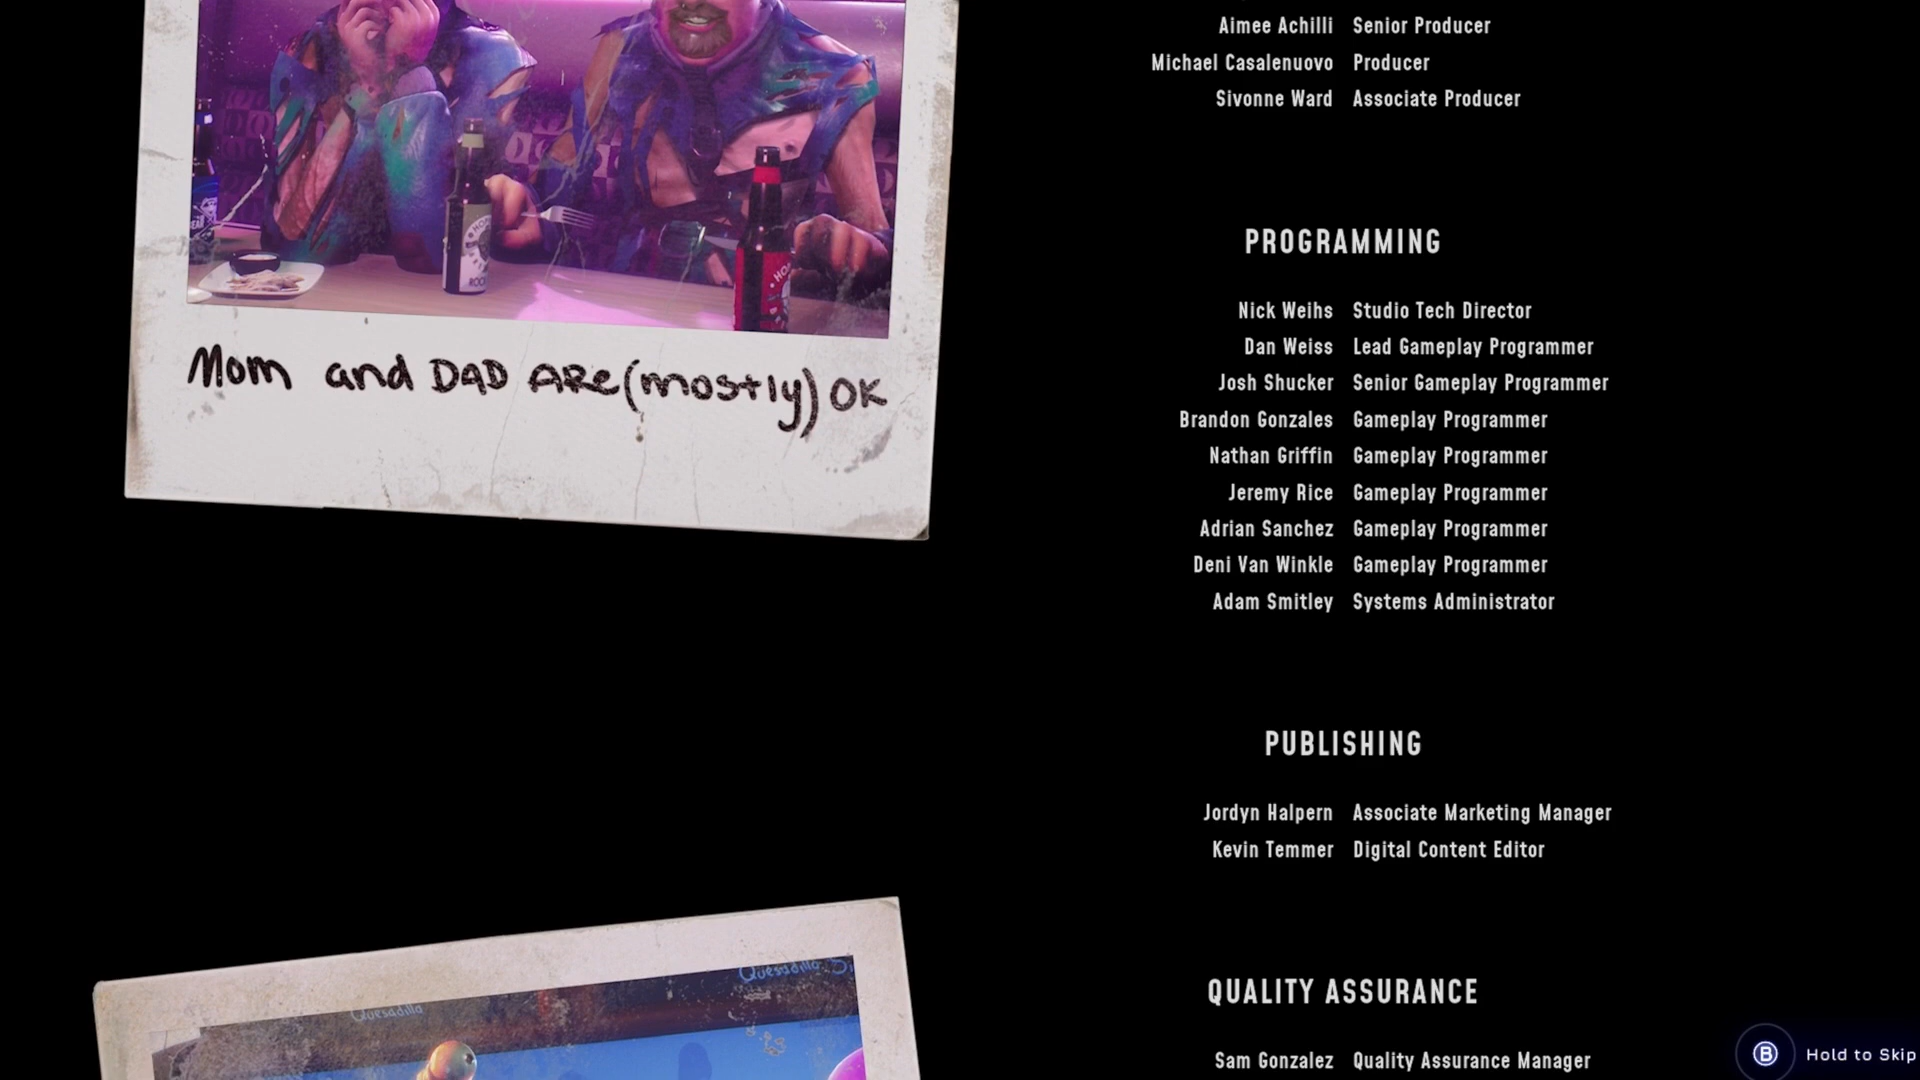 Mom and DAD ARe (mostly) OK
Quesadilla
Quesadilla
Aimee Achilli Senior Producer
Michael Casalenuovo Producer
Sivonne Ward Associate Producer
PROGRAMMING
Nick Weihs Studio Tech Director
Dan Weiss Lead Gameplay Programmer
Josh Shucker Senior Gameplay Programmer
Brandon Gonzales Gameplay Programmer
Nathan Griffin Gameplay Programmer
Jeremy Rice Gameplay Programmer
Adrian Sanchez Gameplay Programmer
Deni Van Winkle Gameplay Programmer
Adam Smitley Systems Administrator
PUBLISHING
Jordyn Halpern Associate Marketing Manager
Kevin Temmer Digital Content Editor
QUALITY ASSURANCE
Sam Gonzalez Quality Assurance Manager
B Hold to Skip